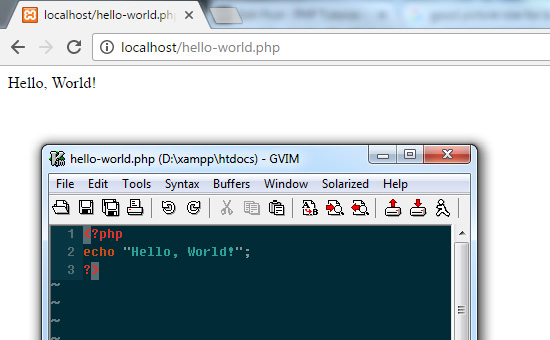 localhost/hello-world.php
localhost/hello-world.php
Hello, World!
hello-world.php (D:\xampp\htdocs) - GVIM
File Edit Tools Syntax Buffers Window Solarized Help
1 <?php
2 echo "Hello, World!";
3 ?>
~
~
~
~